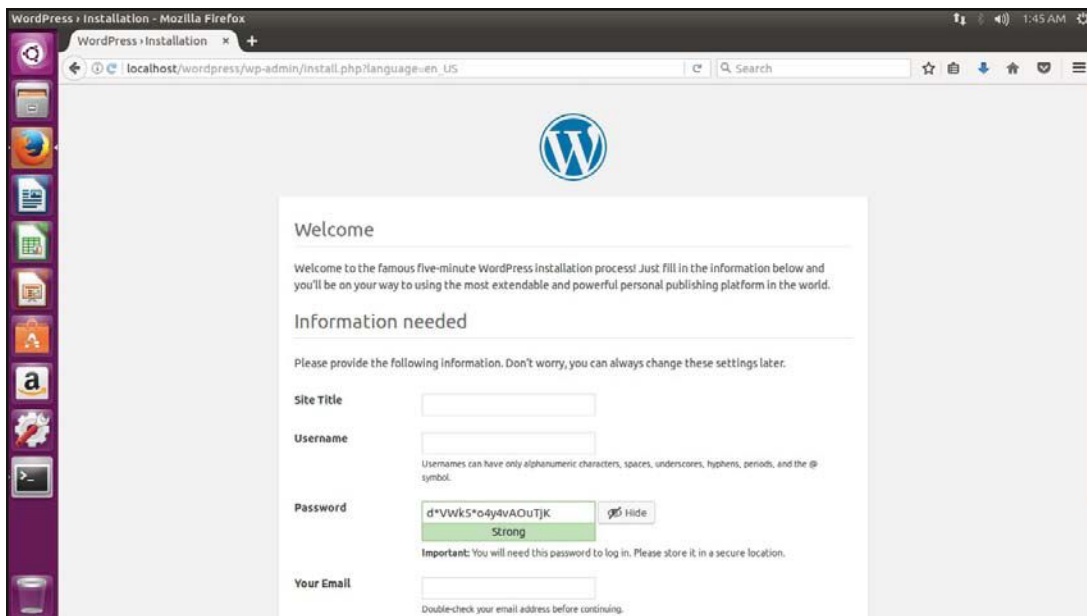 WordPress › Installation - Mozilla Firefox
1:45 AM
WordPress › Installation
localhost/wordpress/wp-admin/install.php?language=en_US
Search
Welcome
Welcome to the famous five-minute WordPress installation process! Just fill in the information below and
you'll be on your way to using the most extendable and powerful personal publishing platform in the world.
Information needed
Please provide the following information. Don't worry, you can always change these settings later.
Site Title
Username
Usernames can have only alphanumeric characters, spaces, underscores, hyphens, periods, and the @
symbol.
Password
d*VWkS*o4y4vAOuTjK
Hide
Strong
Important: You will need this password to log in. Please store it in a secure location.
Your Email
Double-check your email address before continuing.